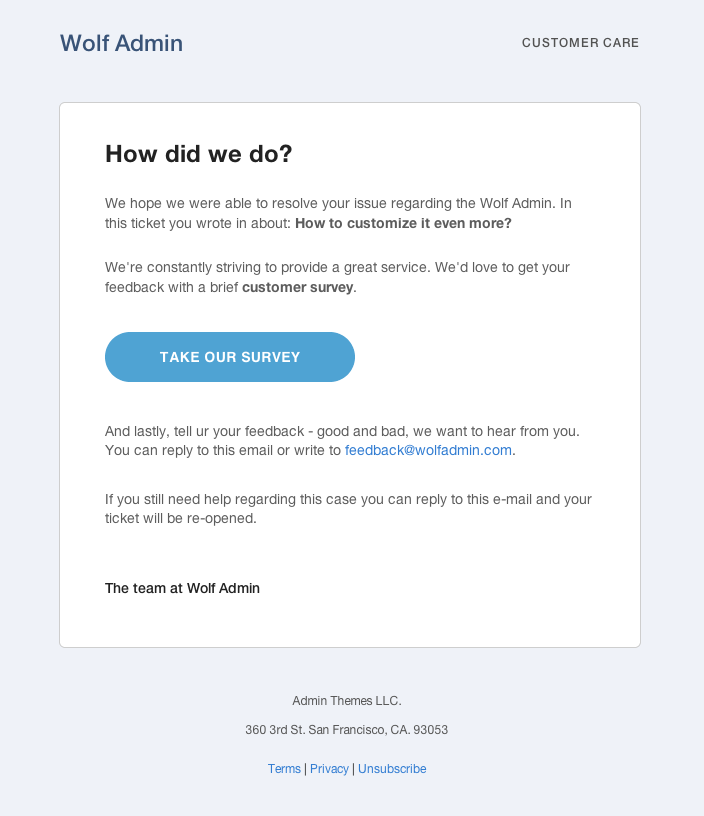 Wolf Admin
CUSTOMER CARE
How did we do?
We hope we were able to resolve your issue regarding the Wolf Admin. In
this ticket you wrote in about: How to customize it even more?
We're constantly striving to provide a great service. We'd love to get your
feedback with a brief customer survey.
TAKE OUR SURVEY
And lastly, tell ur your feedback - good and bad, we want to hear from you.
You can reply to this email or write to feedback@wolfadmin.com.
If you still need help regarding this case you can reply to this e-mail and your
ticket will be re-opened.
The team at Wolf Admin
Admin Themes LLC.
360 3rd St. San Francisco, CA. 93053
Terms | Privacy | Unsubscribe